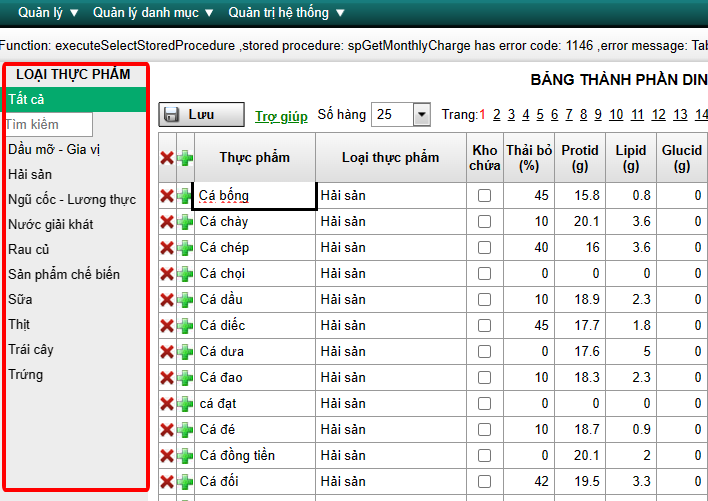 Quản lý ▼ Quản lý danh mục ▼ Quản trị hệ thống ▼
Function: executeSelectStoredProcedure ,stored procedure: spGetMonthlyCharge has error code: 1146 ,error message: Tab
LOẠI THỰC PHẨM
Tất cả
Tìm kiếm
Dầu mỡ - Gia vị
Hải sản
Ngũ cốc - Lương thực
Nước giải khát
Rau củ
Sản phẩm chế biến
Sữa
Thịt
Trái cây
Trứng
BẢNG THÀNH PHẦN DIN
Lưu Trợ giúp Số hàng 25 Trang:1 2 3 4 5 6 7 8 9 10 11 12 13 14
Thực phẩm Loại thực phẩm Kho chứa Thải bỏ (%) Protid (g) Lipid (g) Glucid (g)
Cá bống Hải sản 45 15.8 0.8 0
Cá chày Hải sản 10 20.1 3.6 0
Cá chép Hải sản 40 16 3.6 0
Cá chọi Hải sản 0 0 0 0
Cá dầu Hải sản 10 18.9 2.3 0
Cá diếc Hải sản 45 17.7 1.8 0
Cá dưa Hải sản 0 17.6 5 0
Cá đao Hải sản 10 18.3 2.3 0
cá đạt Hải sản 0 0 0 0
Cá đé Hải sản 10 18.7 0.9 0
Cá đồng tiền Hải sản 0 20.1 2 0
Cá đối Hải sản 42 19.5 3.3 0